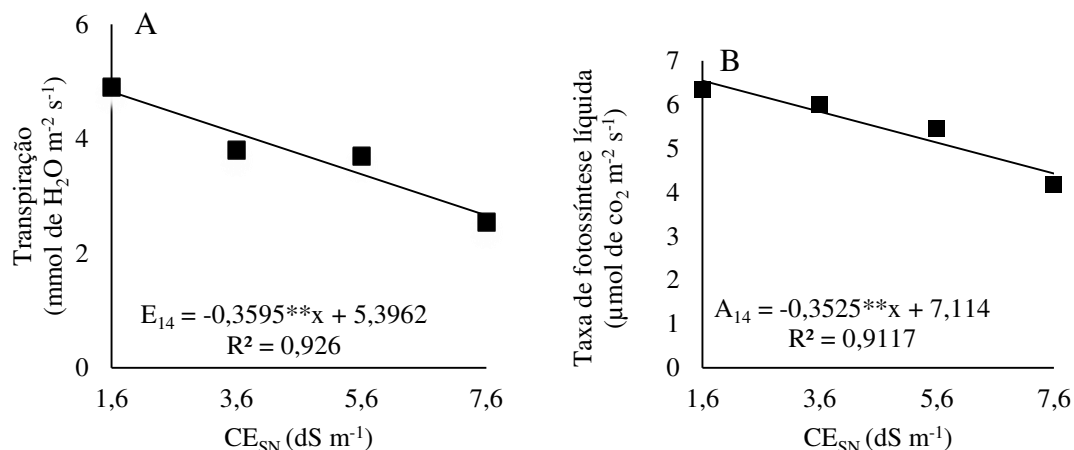 A
Transpiração
(mmol de H₂O m⁻² s⁻¹)
6
4
2
0
E₁₄ = -0,3595**x + 5,3962
R² = 0,926
1,6 3,6 5,6 7,6
CE_SN (dS m⁻¹)
B
Taxa de fotossíntese líquida
(μmol de co₂ m⁻² s⁻¹)
7
6
5
4
3
2
1
0
A₁₄ = -0,3525**x + 7,114
R² = 0,9117
1,6 3,6 5,6 7,6
CE_SN (dS m⁻¹)